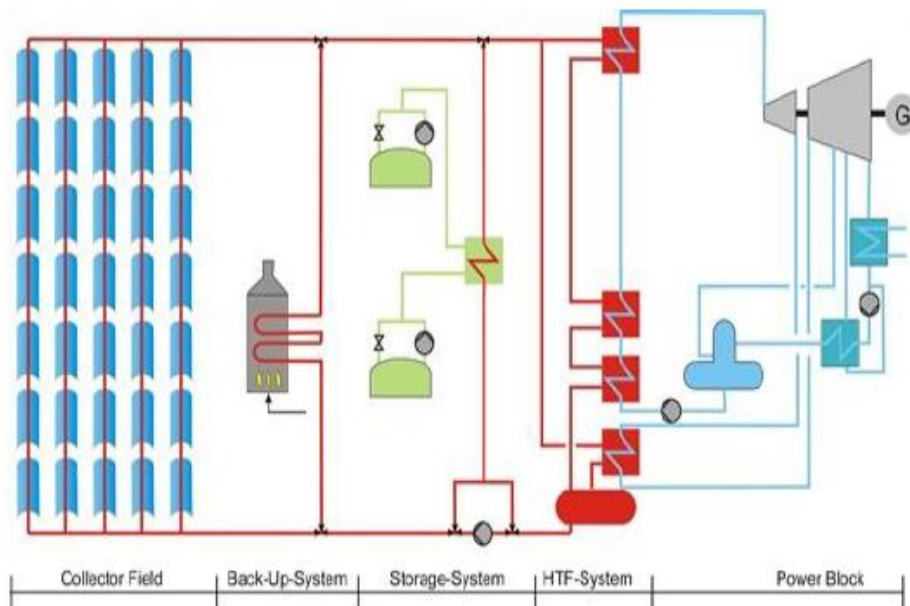 G
Collector Field
Back-Up-System
Storage-System
HTF-System
Power Block